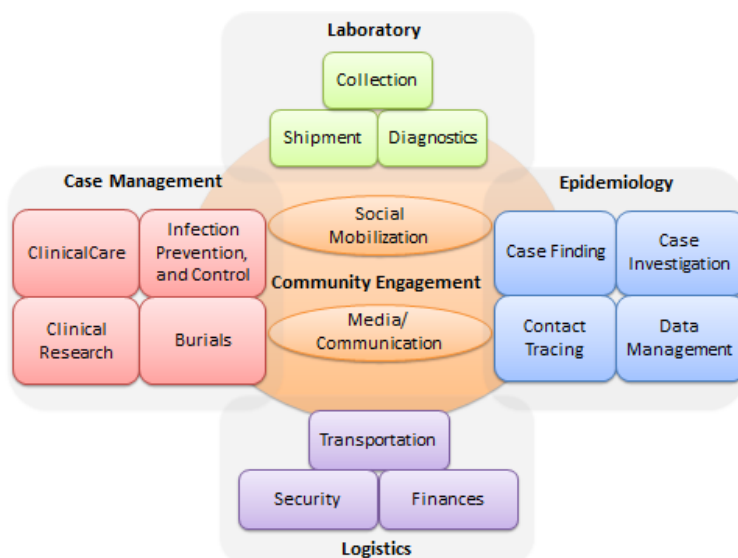 Laboratory
Collection
Shipment
Diagnostics
Case Management
ClinicalCare
Infection
Prevention,
and Control
Clinical
Research
Burials
Social
Mobilization
Community Engagement
Media/
Communication
Epidemiology
Case Finding
Case
Investigation
Contact
Tracing
Data
Management
Transportation
Security
Finances
Logistics